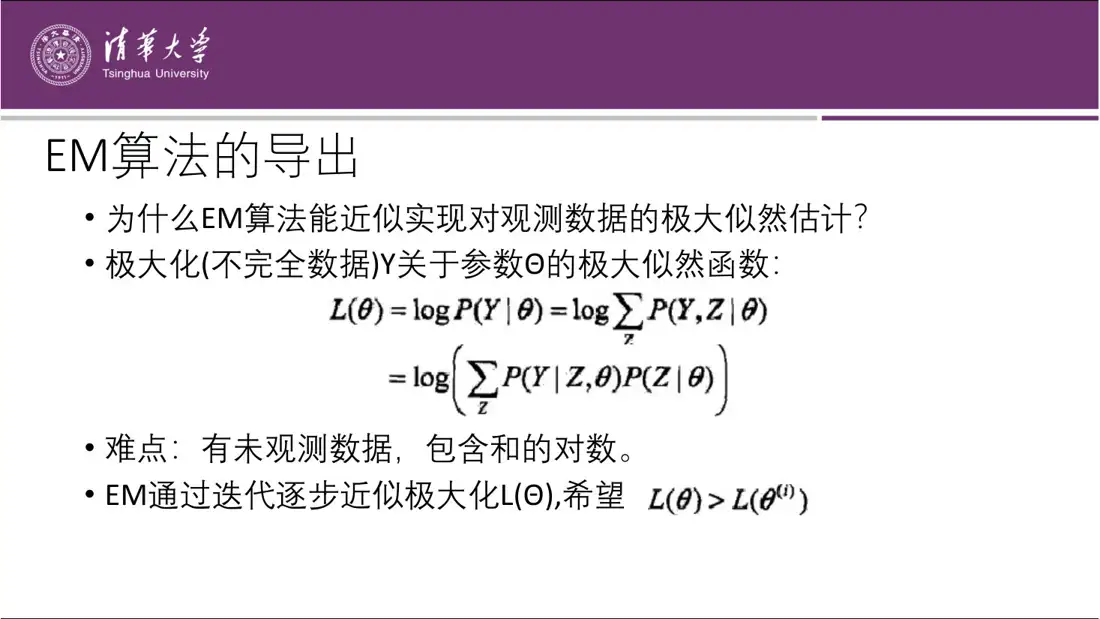 清华大学
Tsinghua University
EM算法的导出
• 为什么EM算法能近似实现对观测数据的极大似然估计?
• 极大化(不完全数据)Y关于参数Θ的极大似然函数:
L(θ) = log P(Y | θ) = log ∑_Z P(Y, Z | θ)
= log( ∑_Z P(Y | Z, θ)P(Z | θ) )
• 难点：有未观测数据，包含和的对数。
• EM通过迭代逐步近似极大化L(Θ),希望 L(θ) > L(θ^(i))